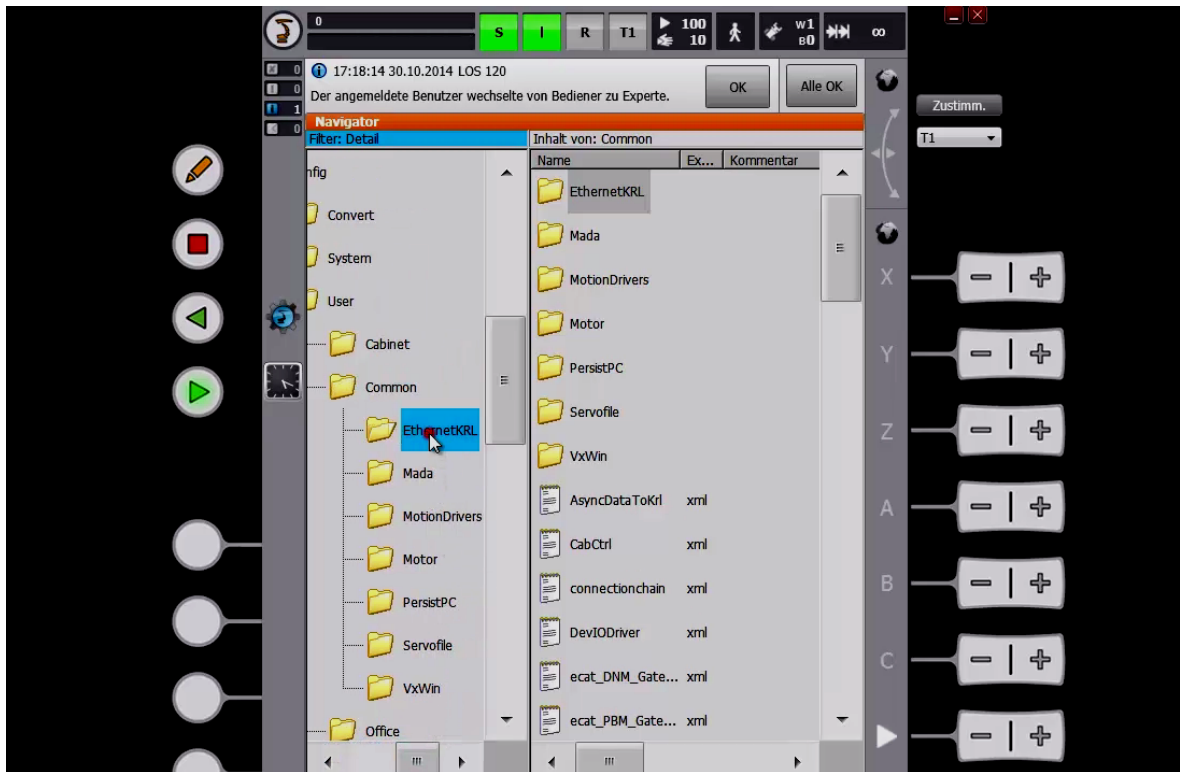 0
S I R T1 100 10 W1 B0 ∞
0
0
1
0
17:18:14 30.10.2014 LOS 120
Der angemeldete Benutzer wechselte von Bediener zu Experte.
OK
Alle OK
Zustimm.
T1
Navigator
Filter: Detail
Inhalt von: Common
Name Ex... Kommentar
nfig
Convert
System
User
Cabinet
Common
EthernetKRL
Mada
MotionDrivers
Motor
PersistPC
Servofile
VxWin
Office
EthernetKRL
Mada
MotionDrivers
Motor
PersistPC
Servofile
VxWin
AsyncDataToKrl xml
CabCtrl xml
connectionchain xml
DevIODriver xml
ecat_DNM_Gate... xml
ecat_PBM_Gate... xml
X
Y
Z
A
B
C